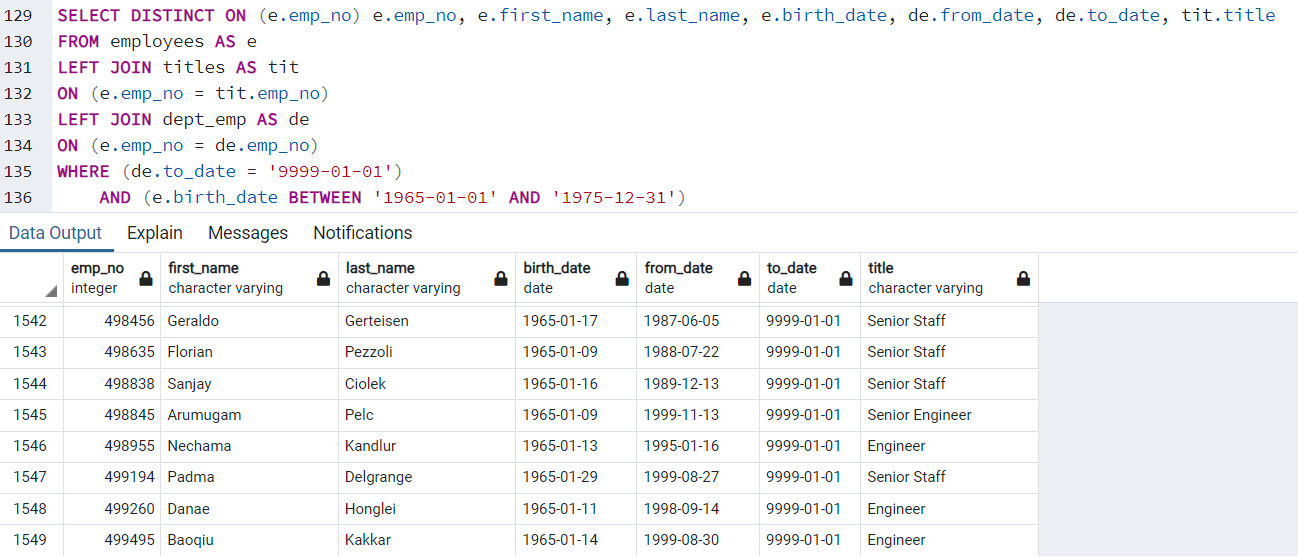 129 SELECT DISTINCT ON (e.emp_no) e.emp_no, e.first_name, e.last_name, e.birth_date, de.from_date, de.to_date, tit.title
130 FROM employees AS e
131 LEFT JOIN titles AS tit
132 ON (e.emp_no = tit.emp_no)
133 LEFT JOIN dept_emp AS de
134 ON (e.emp_no = de.emp_no)
135 WHERE (de.to_date = '9999-01-01')
136 AND (e.birth_date BETWEEN '1965-01-01' AND '1975-12-31')
Data Output Explain Messages Notifications
emp_no first_name last_name birth_date from_date to_date title
integer character varying character varying date date date character varying
1542 498456 Geraldo Gerteisen 1965-01-17 1987-06-05 9999-01-01 Senior Staff
1543 498635 Florian Pezzoli 1965-01-09 1988-07-22 9999-01-01 Senior Staff
1544 498838 Sanjay Ciolek 1965-01-16 1989-12-13 9999-01-01 Senior Staff
1545 498845 Arumugam Pelc 1965-01-09 1999-11-13 9999-01-01 Senior Engineer
1546 498955 Nechama Kandlur 1965-01-13 1995-01-16 9999-01-01 Engineer
1547 499194 Padma Delgrange 1965-01-29 1999-08-27 9999-01-01 Senior Staff
1548 499260 Danae Honglei 1965-01-11 1998-09-14 9999-01-01 Engineer
1549 499495 Baoqiu Kakkar 1965-01-14 1999-08-30 9999-01-01 Engineer